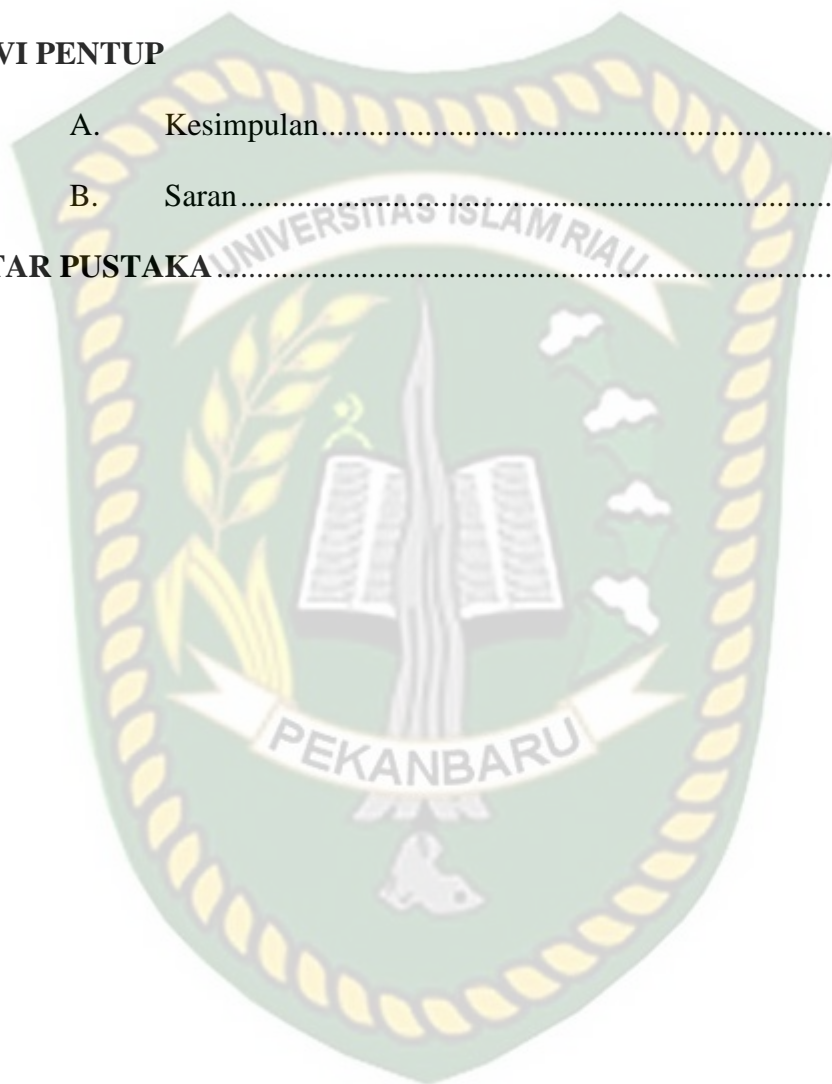 VI PENTUP
A. Kesimpulan........................................................................
B. Saran........................................................................
TAR PUSTAKA........................................................................
UNIVERSITAS ISLAM RIAU
PEKANBARU